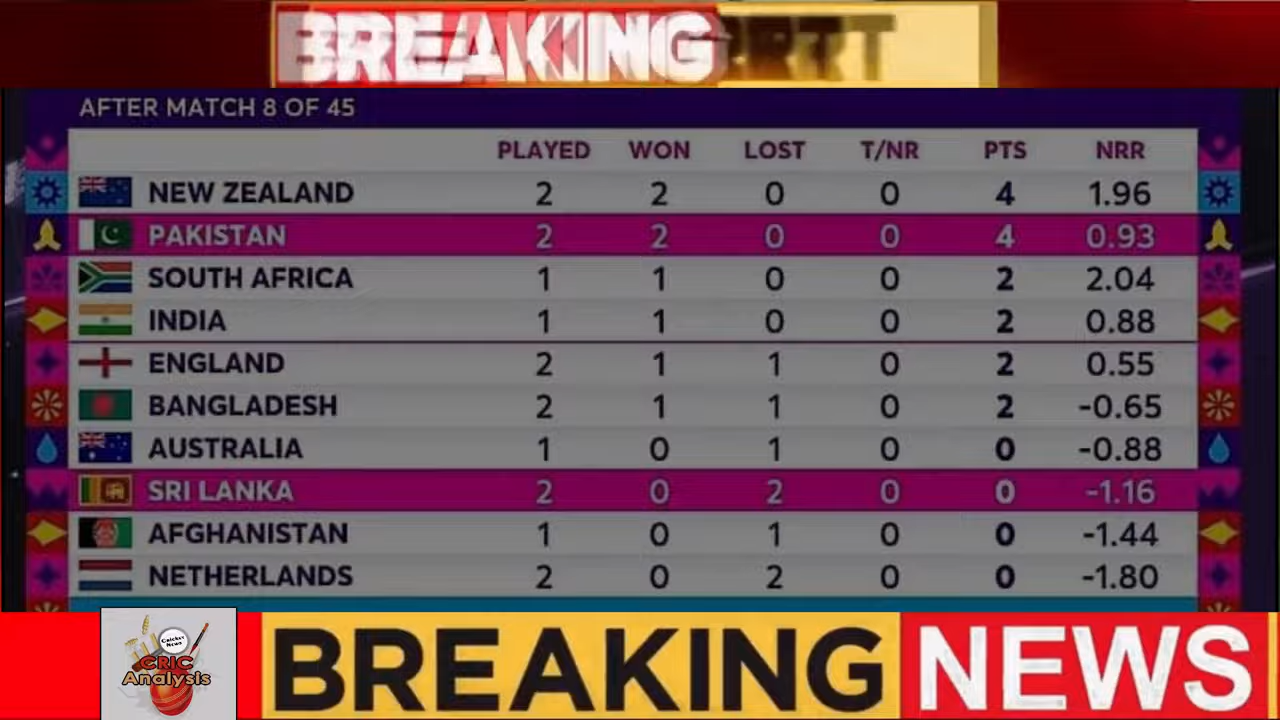 BREAKING
AFTER MATCH 8 OF 45
PLAYED WON LOST T/NR PTS NRR
NEW ZEALAND 2 2 0 0 4 1.96
PAKISTAN 2 2 0 0 4 0.93
SOUTH AFRICA 1 1 0 0 2 2.04
INDIA 1 1 0 0 2 0.88
ENGLAND 2 1 1 0 2 0.55
BANGLADESH 2 1 1 0 2 -0.65
AUSTRALIA 1 0 1 0 0 -0.88
SRI LANKA 2 0 2 0 0 -1.16
AFGHANISTAN 1 0 1 0 0 -1.44
NETHERLANDS 2 0 2 0 0 -1.80
Cricket
News
CRIC
Analysis
BREAKING NEWS